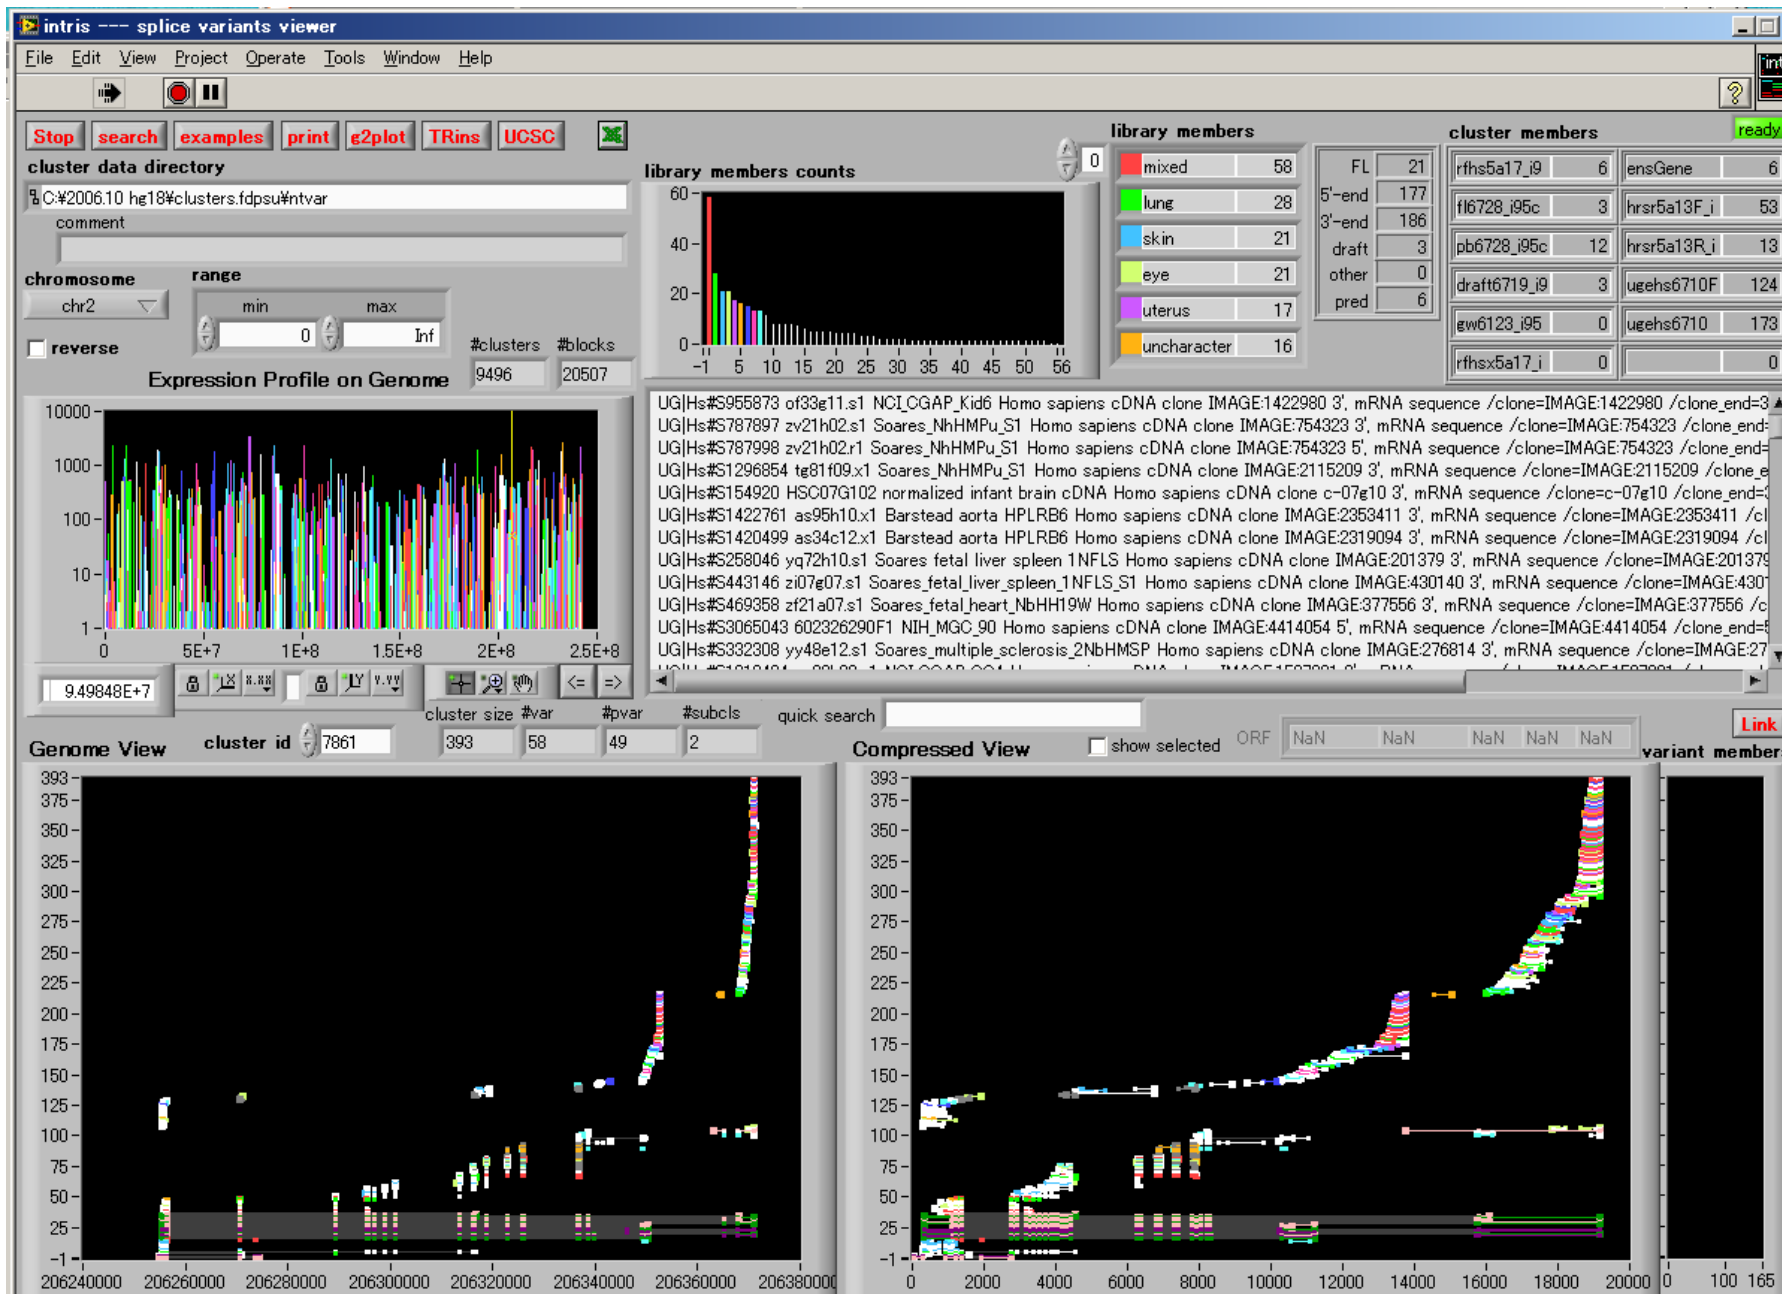 intris --- splice variants viewer
File Edit View Project Operate Tools Window Help
Stop search examples print g2plot TRins UCSC
cluster data directory
C:¥2006.10 hg18¥clusters.fdpsu¥ntvar
comment
chromosome
chr2
range
min max
0 Inf
reverse
#clusters #blocks
9496 20507
library members counts
0
60
40
20
0
-1 5 10 15 20 25 30 35 40 45 50 56
library members
mixed 58
lung 28
skin 21
eye 21
uterus 17
uncharacter 16
FL 21
5'-end 177
3'-end 186
draft 3
other 0
pred 6
cluster members
ready
rfhs5a17_i9 6 ensGene 6
fl6728_i95c 3 hrsr5a13F_i 53
pb6728_i95c 12 hrsr5a13R_i 13
draft6719_i9 3 ugehs6710F 124
gw6123_i95 0 ugehs6710 173
rfhsx5a17_i 0 0
Expression Profile on Genome
10000
1000
100
10
1
0 5E+7 1E+8 1.5E+8 2E+8 2.5E+8
9.49848E+7
X X.XX Y Y.YY <= =>
UG|Hs#S955873 of33g11.s1 NCI_CGAP_Kid6 Homo sapiens cDNA clone IMAGE:1422980 3', mRNA sequence /clone=IMAGE:1422980 /clone_end=3
UG|Hs#S787897 zv21h02.s1 Soares_NhHMPu_S1 Homo sapiens cDNA clone IMAGE:754323 3', mRNA sequence /clone=IMAGE:754323 /clone_end=
UG|Hs#S787998 zv21h02.r1 Soares_NhHMPu_S1 Homo sapiens cDNA clone IMAGE:754323 5', mRNA sequence /clone=IMAGE:754323 /clone_end=
UG|Hs#S1296854 tg81f09.x1 Soares_NhHMPu_S1 Homo sapiens cDNA clone IMAGE:2115209 3', mRNA sequence /clone=IMAGE:2115209 /clone_e
UG|Hs#S154920 HSC07G102 normalized infant brain cDNA Homo sapiens cDNA clone c-07g10 3', mRNA sequence /clone=c-07g10 /clone_end=
UG|Hs#S1422761 as95h10.x1 Barstead aorta HPLRB6 Homo sapiens cDNA clone IMAGE:2353411 3', mRNA sequence /clone=IMAGE:2353411 /cl
UG|Hs#S1420499 as34c12.x1 Barstead aorta HPLRB6 Homo sapiens cDNA clone IMAGE:2319094 3', mRNA sequence /clone=IMAGE:2319094 /cl
UG|Hs#S258046 yq72h10.s1 Soares fetal liver spleen 1NFLS Homo sapiens cDNA clone IMAGE:201379 3', mRNA sequence /clone=IMAGE:201379
UG|Hs#S443146 zi07g07.s1 Soares_fetal_liver_spleen_1NFLS_S1 Homo sapiens cDNA clone IMAGE:430140 3', mRNA sequence /clone=IMAGE:430
UG|Hs#S469358 zf21a07.s1 Soares_fetal_heart_NbHH19W Homo sapiens cDNA clone IMAGE:377556 3', mRNA sequence /clone=IMAGE:377556 /c
UG|Hs#S3065043 602326290F1 NIH_MGC_90 Homo sapiens cDNA clone IMAGE:4414054 5', mRNA sequence /clone=IMAGE:4414054 /clone_end=
UG|Hs#S332308 yy48e12.s1 Soares_multiple_sclerosis_2NbHMSP Homo sapiens cDNA clone IMAGE:276814 3', mRNA sequence /clone=IMAGE:27
Genome View
cluster id 7861
cluster size #var #pvar #subcls
393 58 49 2
quick search
Compressed View
show selected
ORF NaN NaN NaN NaN NaN
Link
variant member
393
375
350
325
300
275
250
225
200
175
150
125
100
75
50
25
-1
206240000 206260000 206280000 206300000 206320000 206340000 206360000 20638000
393
375
350
325
300
275
250
225
200
175
150
125
100
75
50
25
-1
0 2000 4000 6000 8000 10000 12000 14000 16000 18000 20000
0 100 165